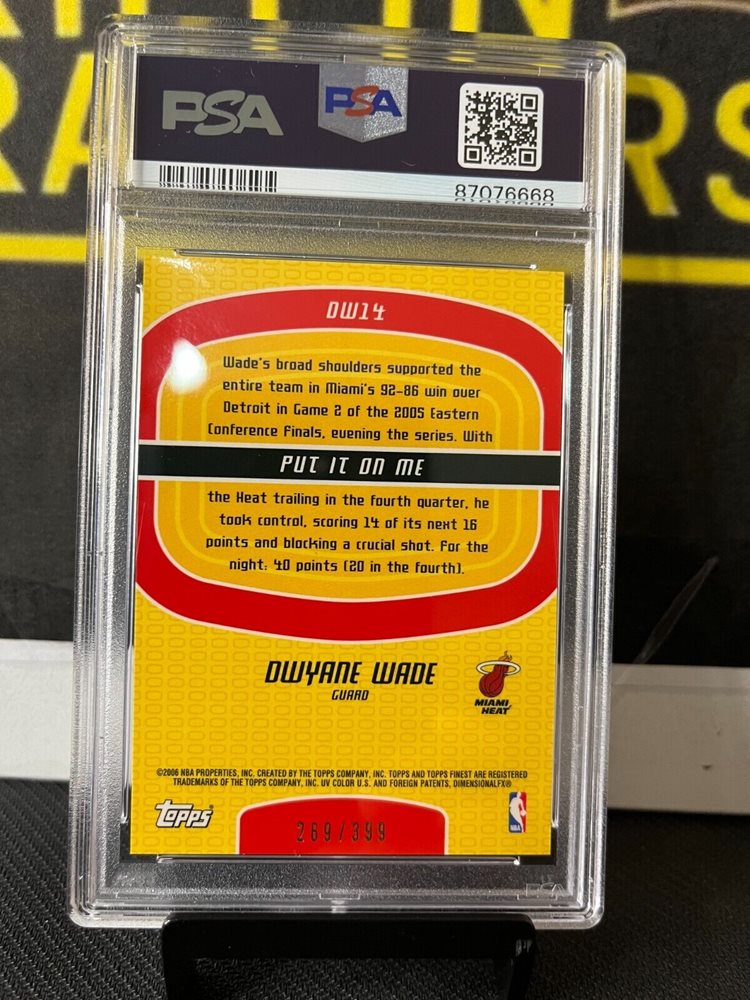 PSA PSA
87076668
DW14
Wade's broad shoulders supported the
entire team in Miami's 92-86 win over
Detroit in Game 2 of the 2005 Eastern
Conference Finals, evening the series. With
PUT IT ON ME
the Heat trailing in the fourth quarter, he
took control, scoring 14 of its next 16
points and blocking a crucial shot. For the
night: 40 points (20 in the fourth).
DWYANE WADE
GUARD
MIAMI
HEAT
©2006 NBA PROPERTIES, INC. CREATED BY THE TOPPS COMPANY, INC. TOPPS AND TOPPS FINEST ARE REGISTERED
TRADEMARKS OF THE TOPPS COMPANY, INC. UV COLOR U.S. AND FOREIGN PATENTS, DIMENSIONALFX®
topps®
NBA
269/399
PSA